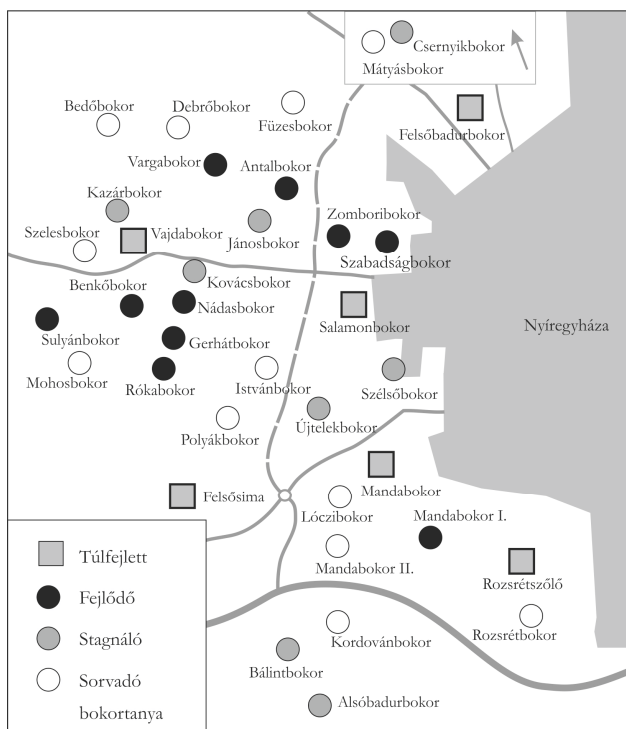 Csernyikbokor
Mátyásbokor
Bedőbokor
Debrőbokor
Füzesbokor
Felsőbadurbokor
Vargabokor
Antalbokor
Kazárbokor
Zomboribokor
Szelesbokor
Vajdabokor
Jánosbokor
Szabadságbokor
Kovácsbokor
Benkőbokor
Nádasbokor
Salamonbokor
Nyíregyháza
Sulyánbokor
Gerhátbokor
Mohosbokor
Rókabokor
Istvánbokor
Szélsőbokor
Polyákbokor
Újtelekbokor
Felsősima
Mandabokor
Lóczibokor
Mandabokor I.
Mandabokor II.
Rozsrétszőlő
Kordovánbokor
Rozsrétbokor
Bálintbokor
Alsóbadurbokor
Túlfejlett
Fejlődő
Stagnáló
Sorvadó
bokortanya